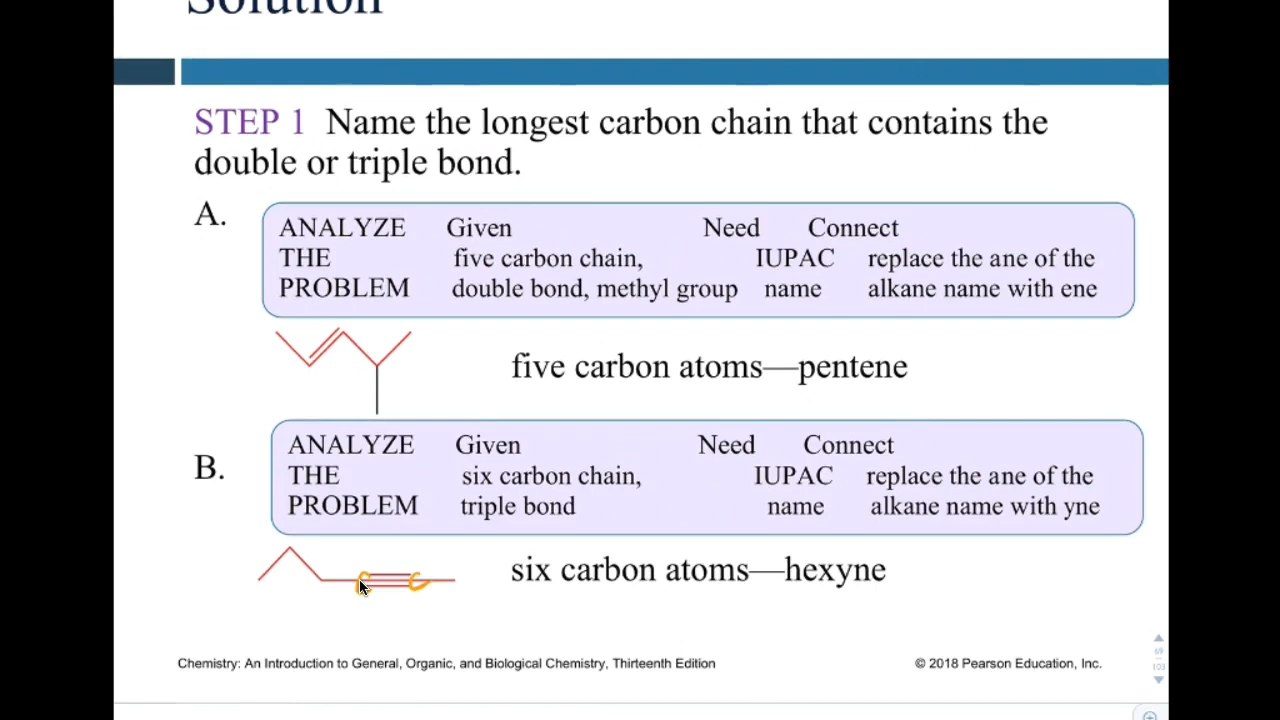 Solution
STEP 1 Name the longest carbon chain that contains the
double or triple bond.
A.
ANALYZE Given Need Connect
THE five carbon chain, IUPAC replace the ane of the
PROBLEM double bond, methyl group name alkane name with ene
five carbon atoms—pentene
B.
ANALYZE Given Need Connect
THE six carbon chain, IUPAC replace the ane of the
PROBLEM triple bond name alkane name with yne
C C
six carbon atoms—hexyne
Chemistry: An Introduction to General, Organic, and Biological Chemistry, Thirteenth Edition © 2018 Pearson Education, Inc.
69
103